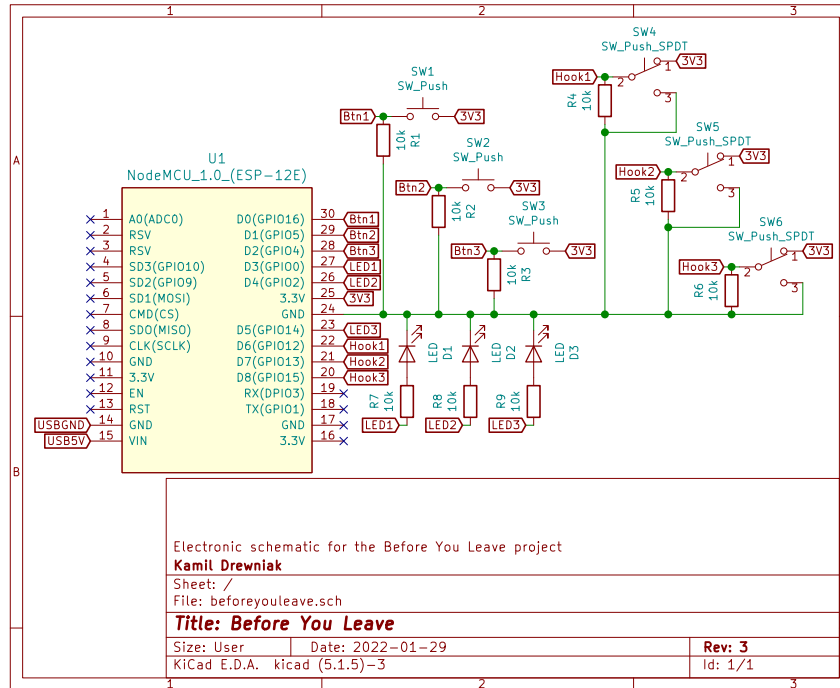 1 2 3
SW4
SW_Push_SPDT
Hook1 2 1 3V3
3
R4
10k
SW1
SW_Push
Btn1 3V3
10k
R1
SW5
SW_Push_SPDT
Hook2 2 1 3V3
3
R5
10k
SW2
SW_Push
Btn2 3V3
10k
R2
A
U1
NodeMCU_1.0_(ESP-12E)
SW3
SW_Push
Btn3 3V3
10k
R3
SW6
SW_Push_SPDT
Hook3 2 1 3V3
3
R6
10k
1 A0(ADC0) D0(GPIO16) 30 Btn1
2 RSV D1(GPIO5) 29 Btn2
3 RSV D2(GPIO4) 28 Btn3
4 SD3(GPIO10) D3(GPIO0) 27 LED1
5 SD2(GPIO9) D4(GPIO2) 26 LED2
6 SD1(MOSI) 3.3V 25 3V3
7 CMD(CS) GND 24
8 SDO(MISO) D5(GPIO14) 23 LED3
9 CLK(SCLK) D6(GPIO12) 22 Hook1
10 GND D7(GPIO13) 21 Hook2
11 3.3V D8(GPIO15) 20 Hook3
12 EN RX(DPIO3) 19
13 RST TX(GPIO1) 18
USBGND 14 GND GND 17
USB5V 15 VIN 3.3V 16
LED D1 LED D2 LED D3
R7 10k R8 10k R9 10k
LED1 LED2 LED3
B
Electronic schematic for the Before You Leave project
Kamil Drewniak
Sheet: /
File: beforeyouleave.sch
Title: Before You Leave
Size: User Date: 2022-01-29 Rev: 3
KiCad E.D.A. kicad (5.1.5)-3 Id: 1/1
1 2 3